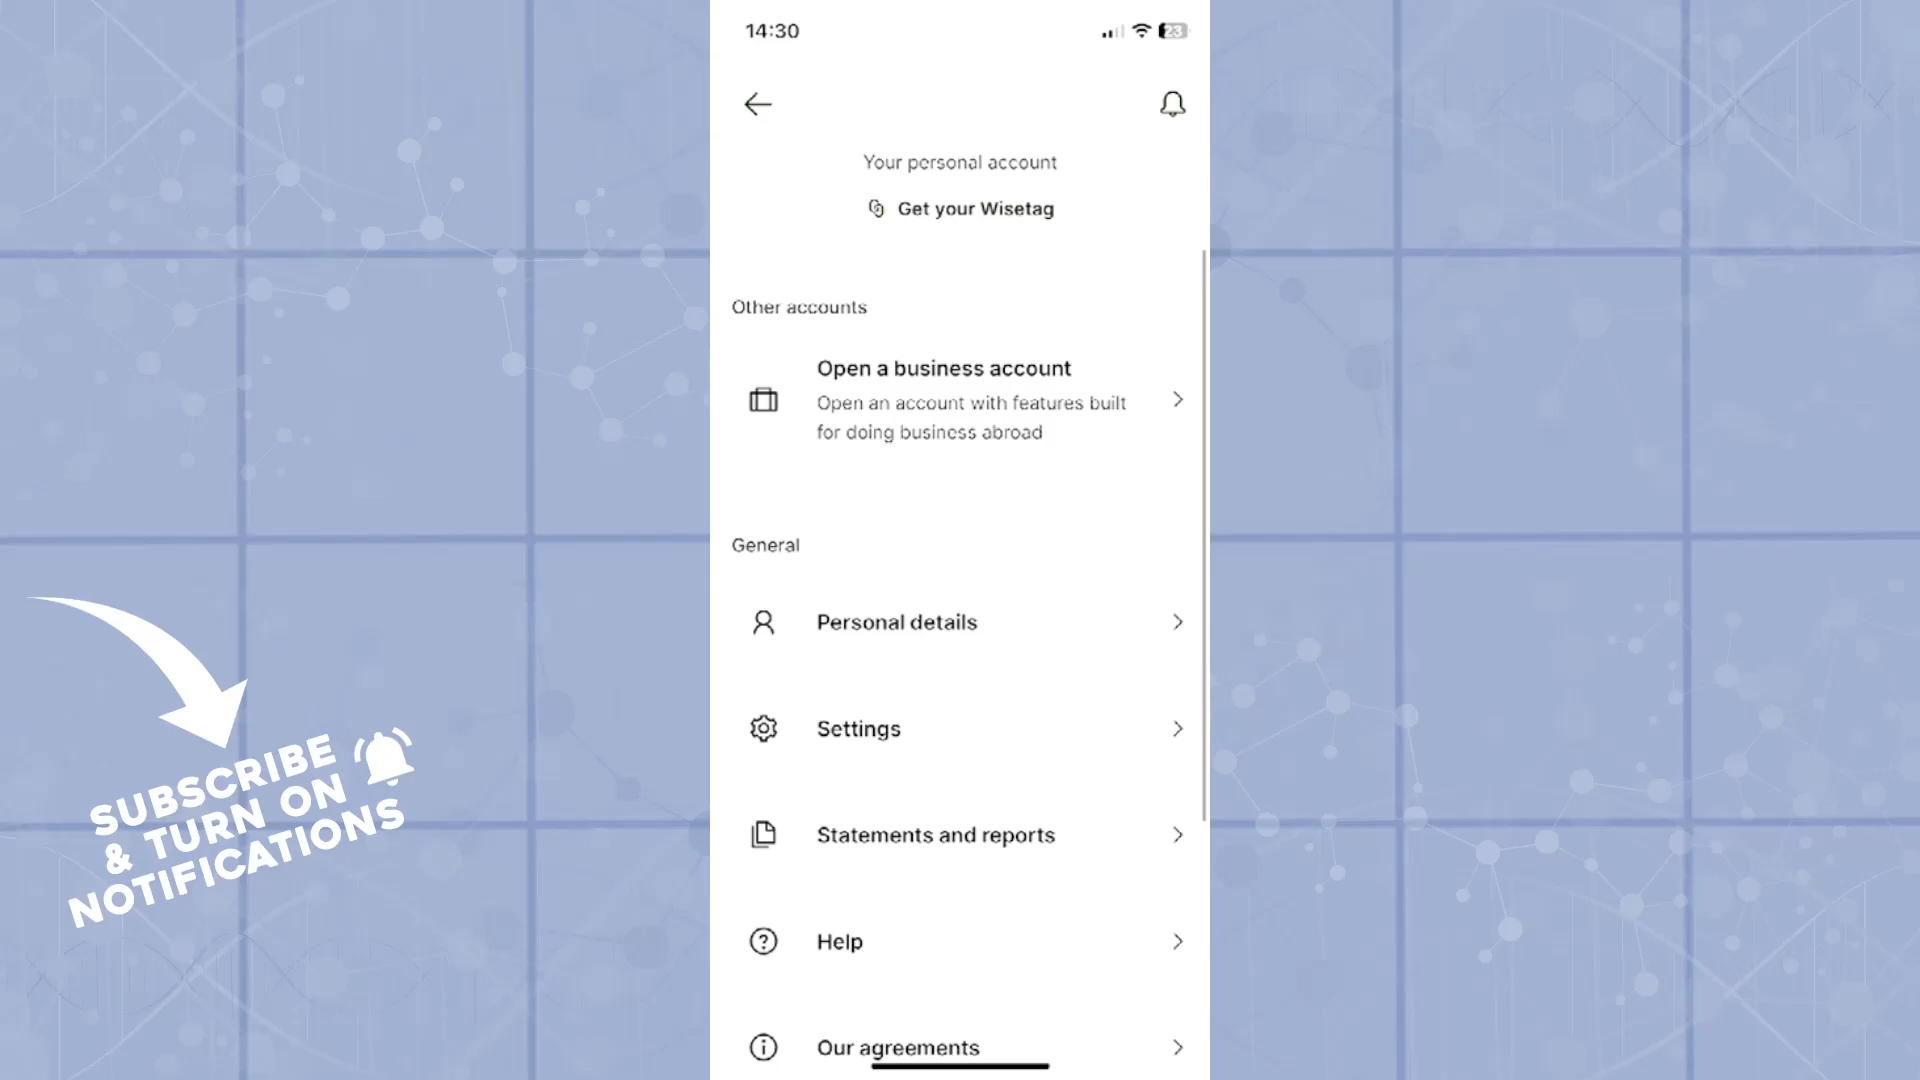 14:30
23
Your personal account
Get your Wisetag
Other accounts
Open a business account
Open an account with features built
for doing business abroad
General
Personal details
Settings
Statements and reports
Help
Our agreements
SUBSCRIBE
& TURN ON
NOTIFICATIONS